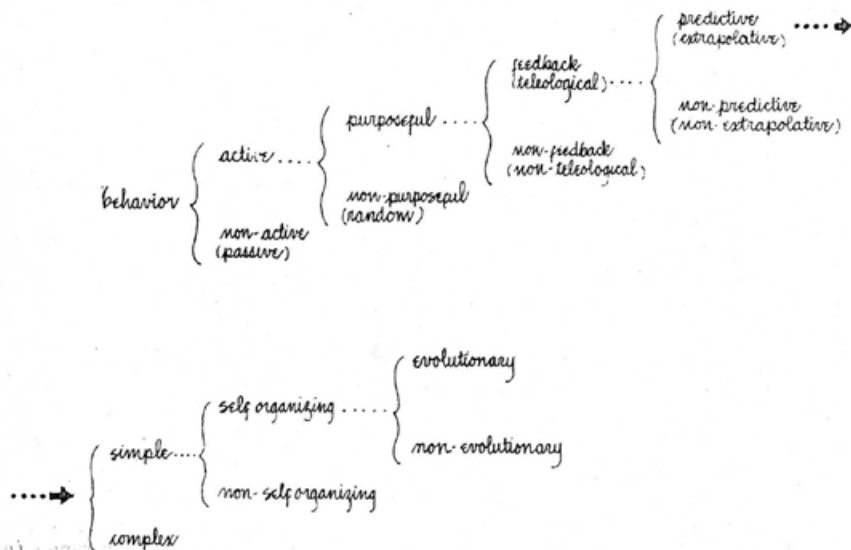 predictive
(extrapolative)
feedback
(teleological)
purposeful
non-predictive
(non-extrapolative)
active
non-feedback
(non-teleological)
behavior
non-purposeful
(random)
non-active
(passive)
evolutionary
self organizing
simple
non-evolutionary
non-self organizing
complex